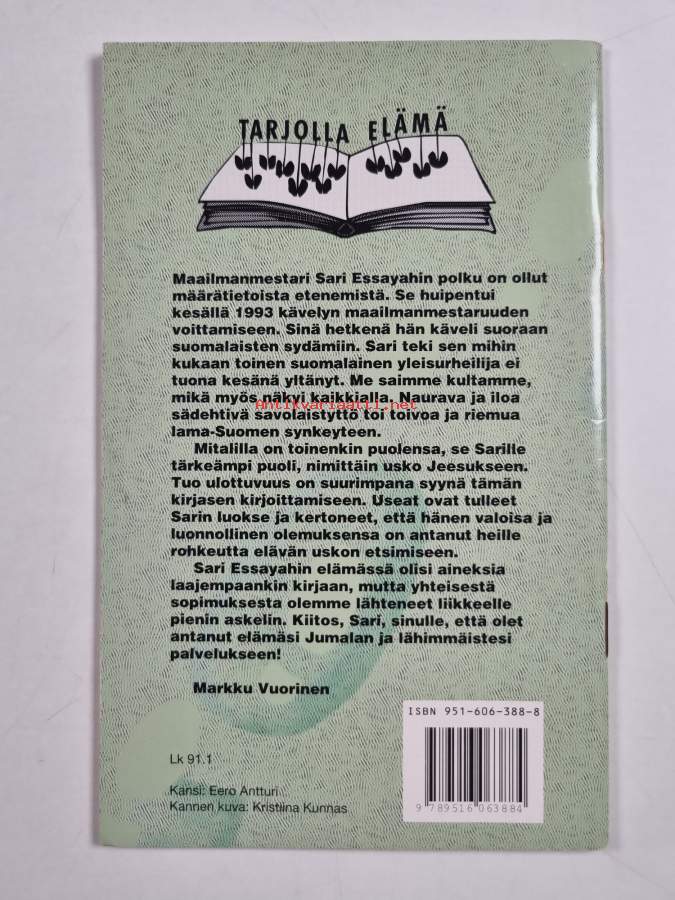 TARJOLLA ELÄMÄ
Maailmanmestari Sari Essayahin polku on ollut
määrätietoista etenemistä. Se huipentui
kesällä 1993 kävelyn maailmanmestaruuden
voittamiseen. Sinä hetkenä hän käveli suoraan
suomalaisten sydämiin. Sari teki sen mihin
kukaan toinen suomalainen yleisurheilija ei
tuona kesänä yltänyt. Me saimme kultamme,
mikä myös näkyi kaikkialla. Naurava ja iloa
Antikvariaatti.net
sädehtivä savolaistyttö toi toivoa ja riemua
lama-Suomen synkeyteen.
Mitalilla on toinenkin puolensa, se Sarille
tärkeämpi puoli, nimittäin usko Jeesukseen.
Tuo ulottuvuus on suurimpana syynä tämän
kirjasen kirjoittamiseen. Useat ovat tulleet
Sarin luokse ja kertoneet, että hänen valoisa ja
luonnollinen olemuksensa on antanut heille
rohkeutta elävän uskon etsimiseen.
Sari Essayahin elämässä olisi aineksia
laajempaankin kirjaan, mutta yhteisestä
sopimuksesta olemme lähteneet liikkeelle
pienin askelin. Kiitos, Sari, sinulle, että olet
antanut elämäsi Jumalan ja lähimmäistesi
palvelukseen!
Markku Vuorinen
ISBN 951-606-388-8
Lk 91.1
Kansi: Eero Antturi
Kannen kuva: Kristiina Kunnas
9 789516 063884